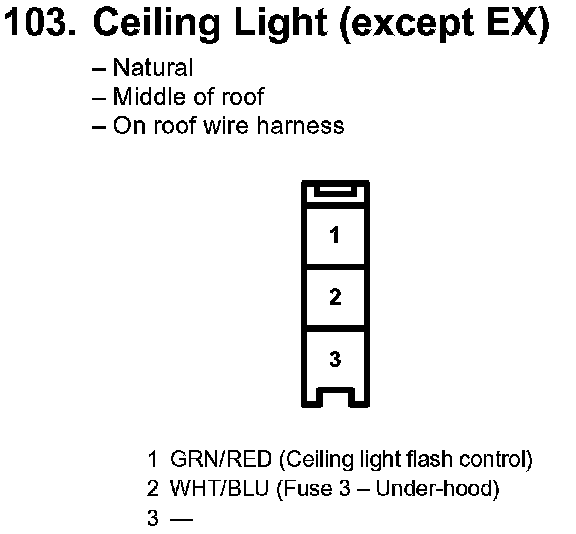 103. Ceiling Light (except EX)
– Natural
– Middle of roof
– On roof wire harness
1
2
3
1 GRN/RED (Ceiling light flash control)
2 WHT/BLU (Fuse 3 – Under-hood)
3 —